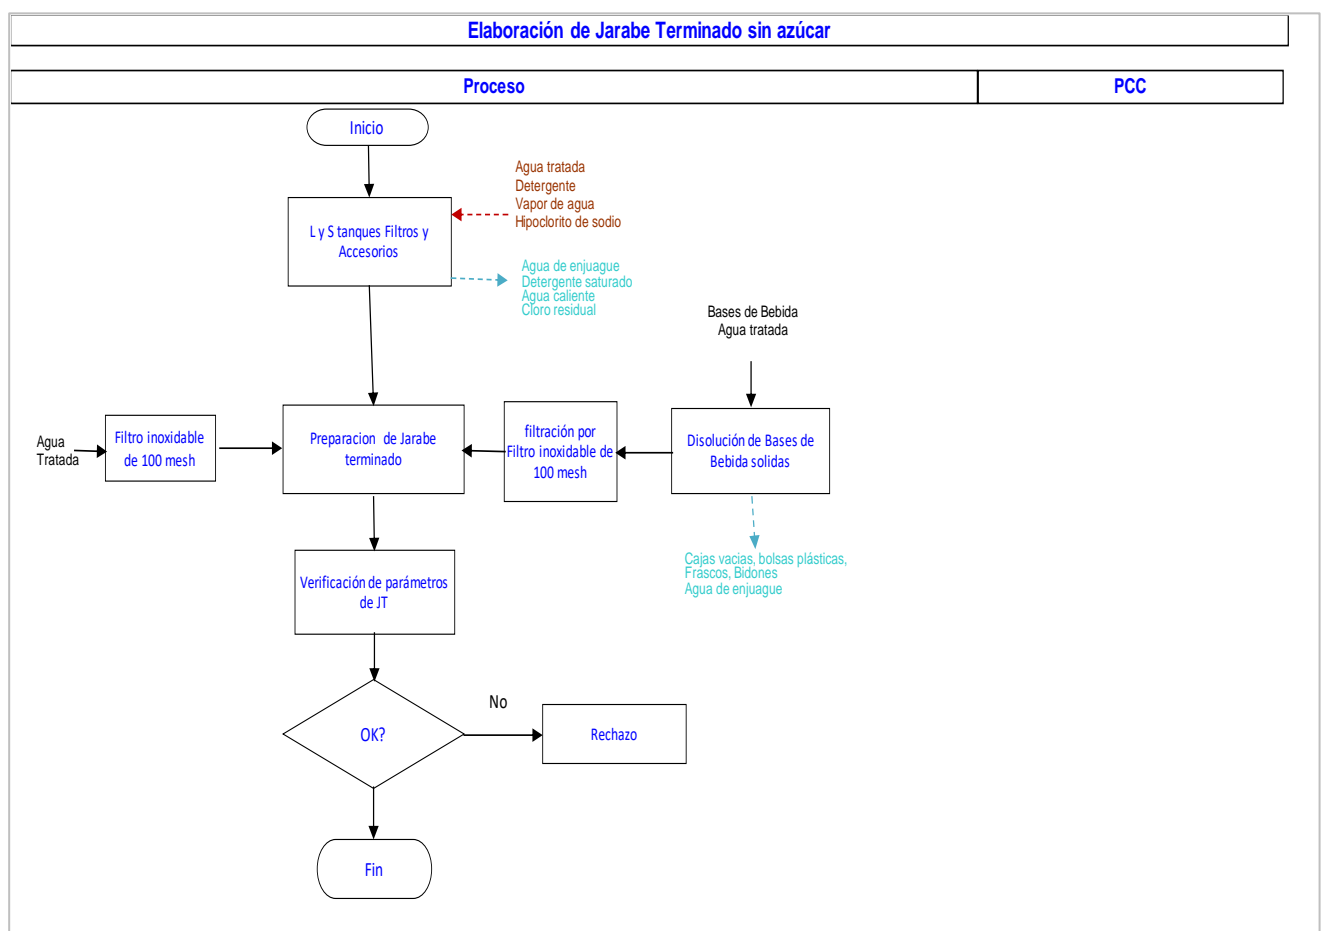 Elaboración de Jarabe Terminado sin azúcar
Proceso
PCC
Inicio
Agua tratada
Detergente
Vapor de agua
Hipoclorito de sodio
L y S tanques Filtros y
Accesorios
Agua de enjuague
Detergente saturado
Agua caliente
Cloro residual
Bases de Bebida
Agua tratada
Agua
Tratada
Filtro inoxidable
de 100 mesh
Preparacion de Jarabe
terminado
filtración por
Filtro inoxidable de
100 mesh
Disolución de Bases de
Bebida solidas
Cajas vacias, bolsas plásticas,
Frascos, Bidones
Agua de enjuague
Verificación de parámetros
de JT
OK?
No
Rechazo
Fin